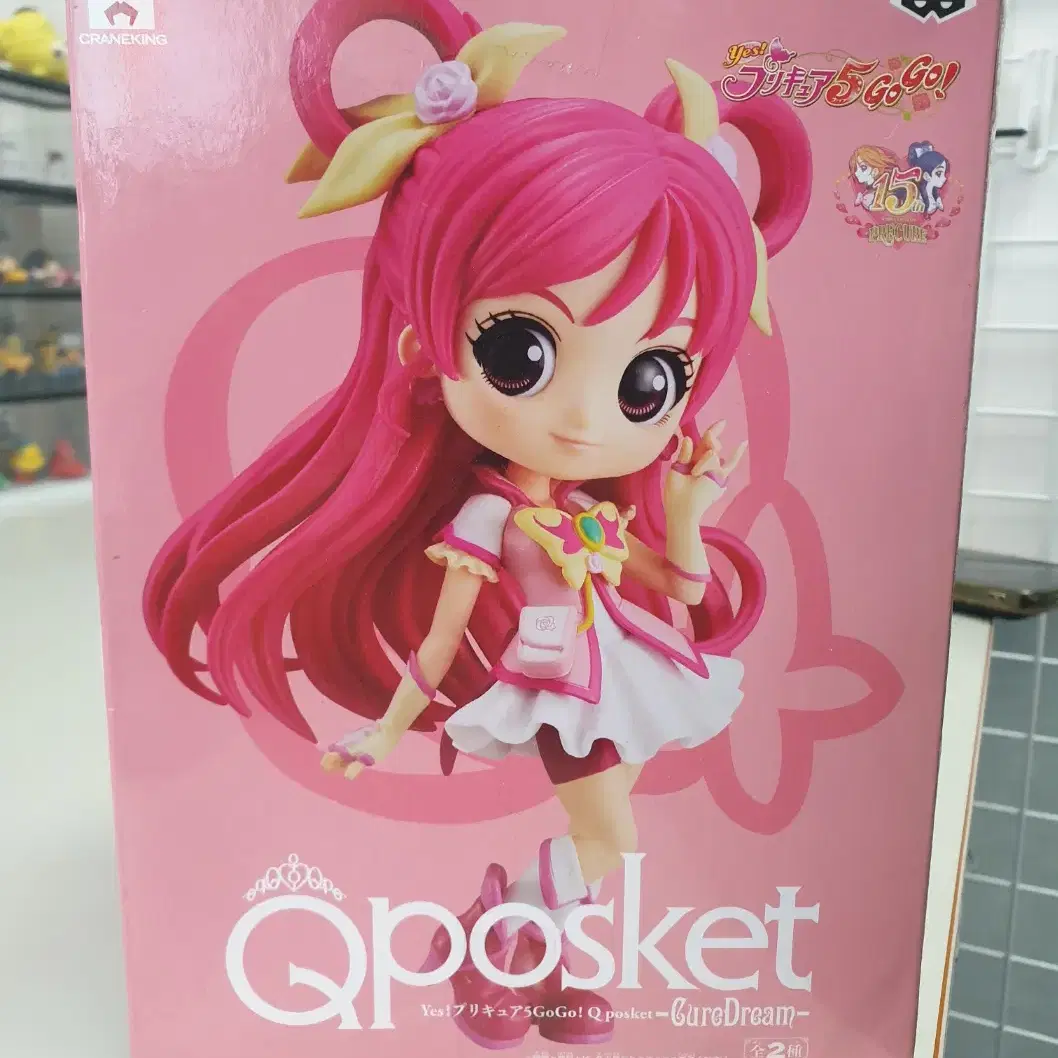 CRANEKING
Yes!
プリキュア5GoGo!
15th
PRECURE
Qposket
Yes!プリキュア5GoGo! Q posket -CureDream-
全2種